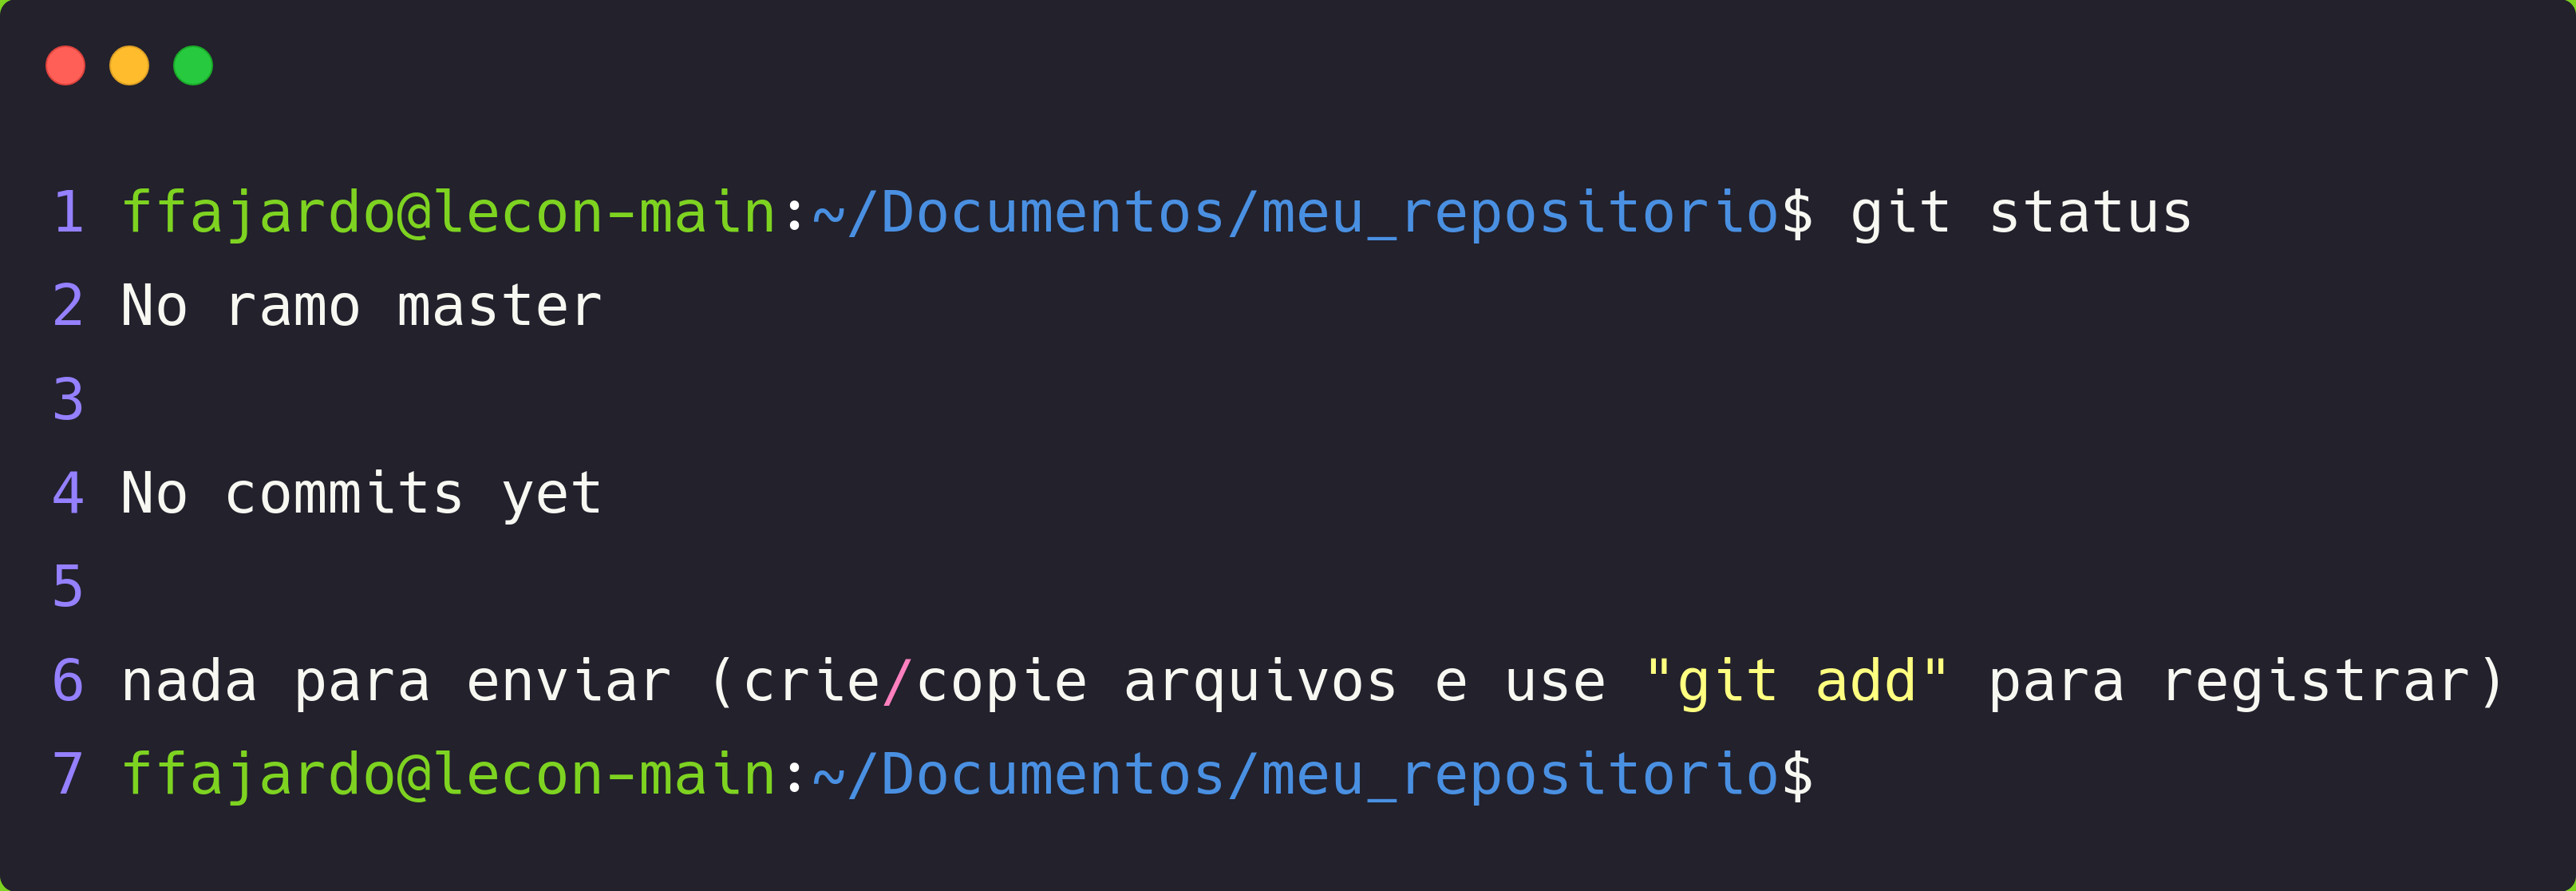 1 ffajardo@lecon-main:~/Documentos/meu_repositorio$ git status
2 No ramo master
3
4 No commits yet
5
6 nada para enviar (crie/copie arquivos e use "git add" para registrar)
7 ffajardo@lecon-main:~/Documentos/meu_repositorio$